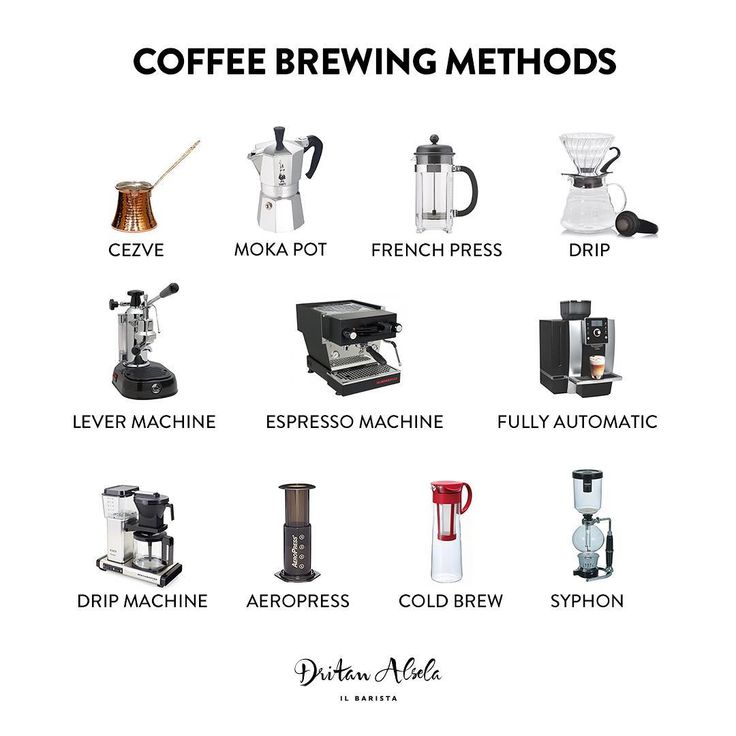 COFFEE BREWING METHODS
CEZVE
MOKA POT
FRENCH PRESS
DRIP
LEVER MACHINE
ESPRESSO MACHINE
FULLY AUTOMATIC
AeroPress
DRIP MACHINE
AEROPRESS
COLD BREW
SYPHON
Dritan Alsela
IL BARISTA